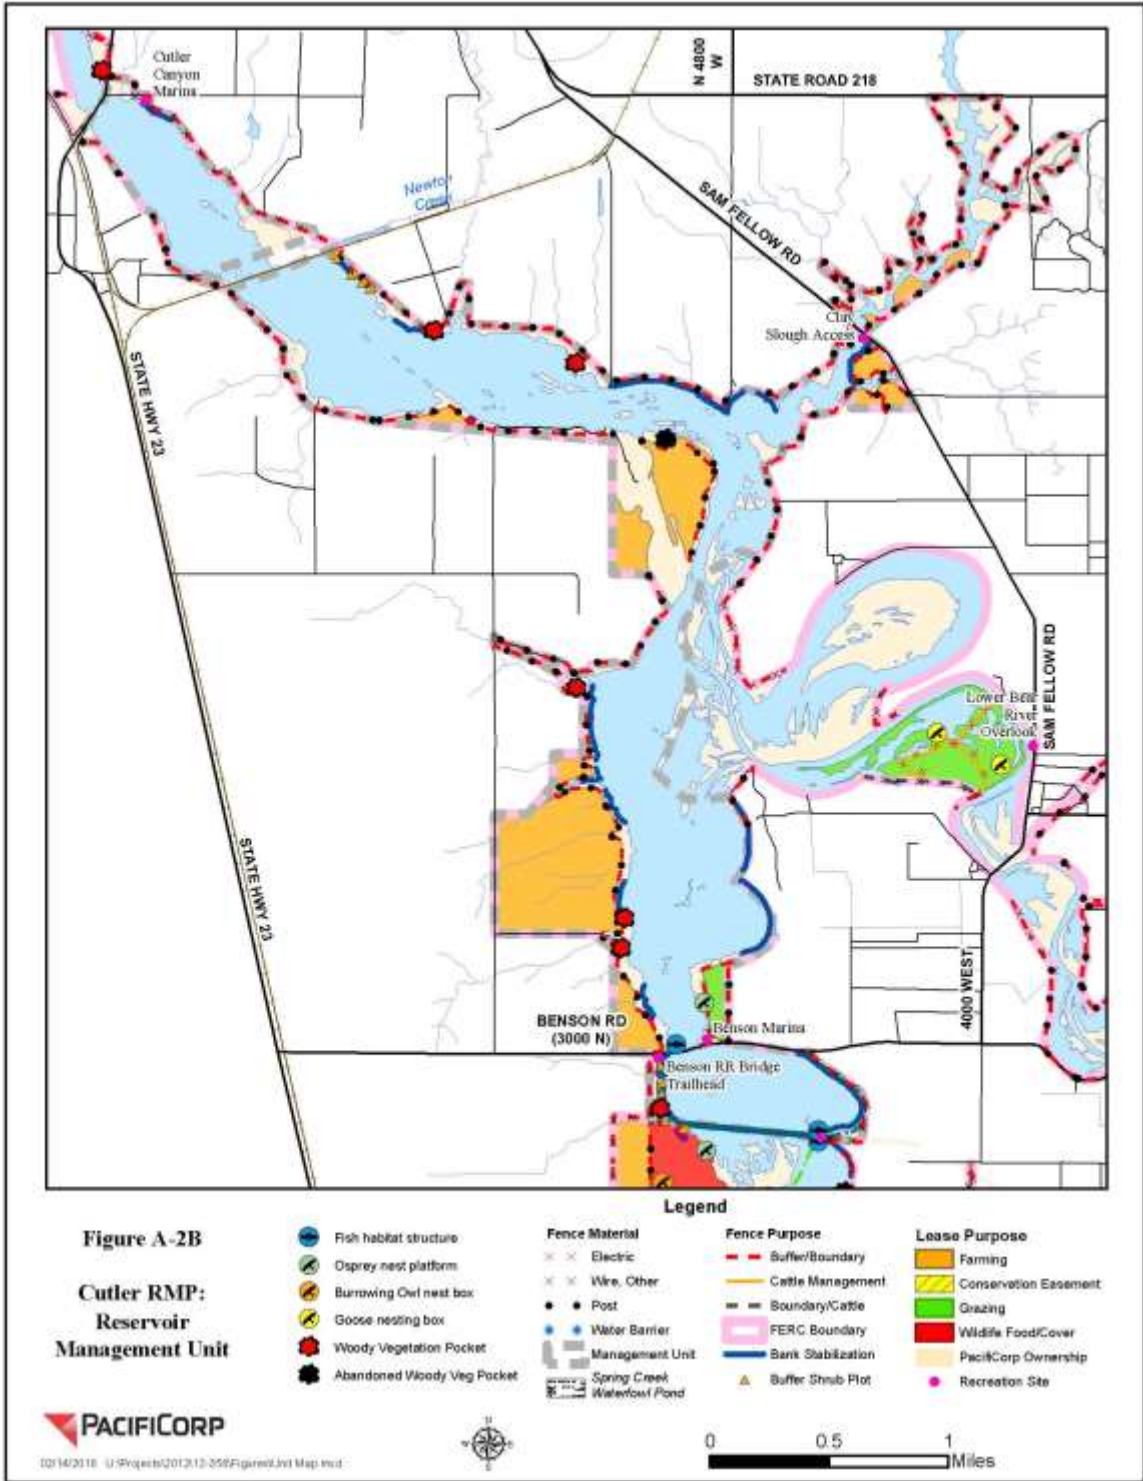 Cutler
Canyon
Marina
N 4800
W
STATE ROAD 218
Newton
Creek
SAM FELLOW RD
Clay
Slough Access
STATE HWY 23
SAM FELLOW RD
Lower Bear
River
Overlook
STATE HWY 23
4000 WEST
BENSON RD
(3000 N)
Benson Marina
Benson RR Bridge
Trailhead
Legend
Figure A-2B
Cutler RMP:
Reservoir
Management Unit
Fish habitat structure
Osprey nest platform
Burrowing Owl nest box
Goose nesting box
Woody Vegetation Pocket
Abandoned Woody Veg Pocket
Fence Material
Electric
Wire, Other
Post
Water Barrier
Management Unit
Spring Creek
Waterfowl Pond
Fence Purpose
Buffer/Boundary
Cattle Management
Boundary/Cattle
FERC Boundary
Bank Stabilization
Buffer Shrub Plot
Lease Purpose
Farming
Conservation Easement
Grazing
Wildlife Food/Cover
PacifiCorp Ownership
Recreation Site
PACIFICORP
N
W E
S
0 0.5 1
Miles